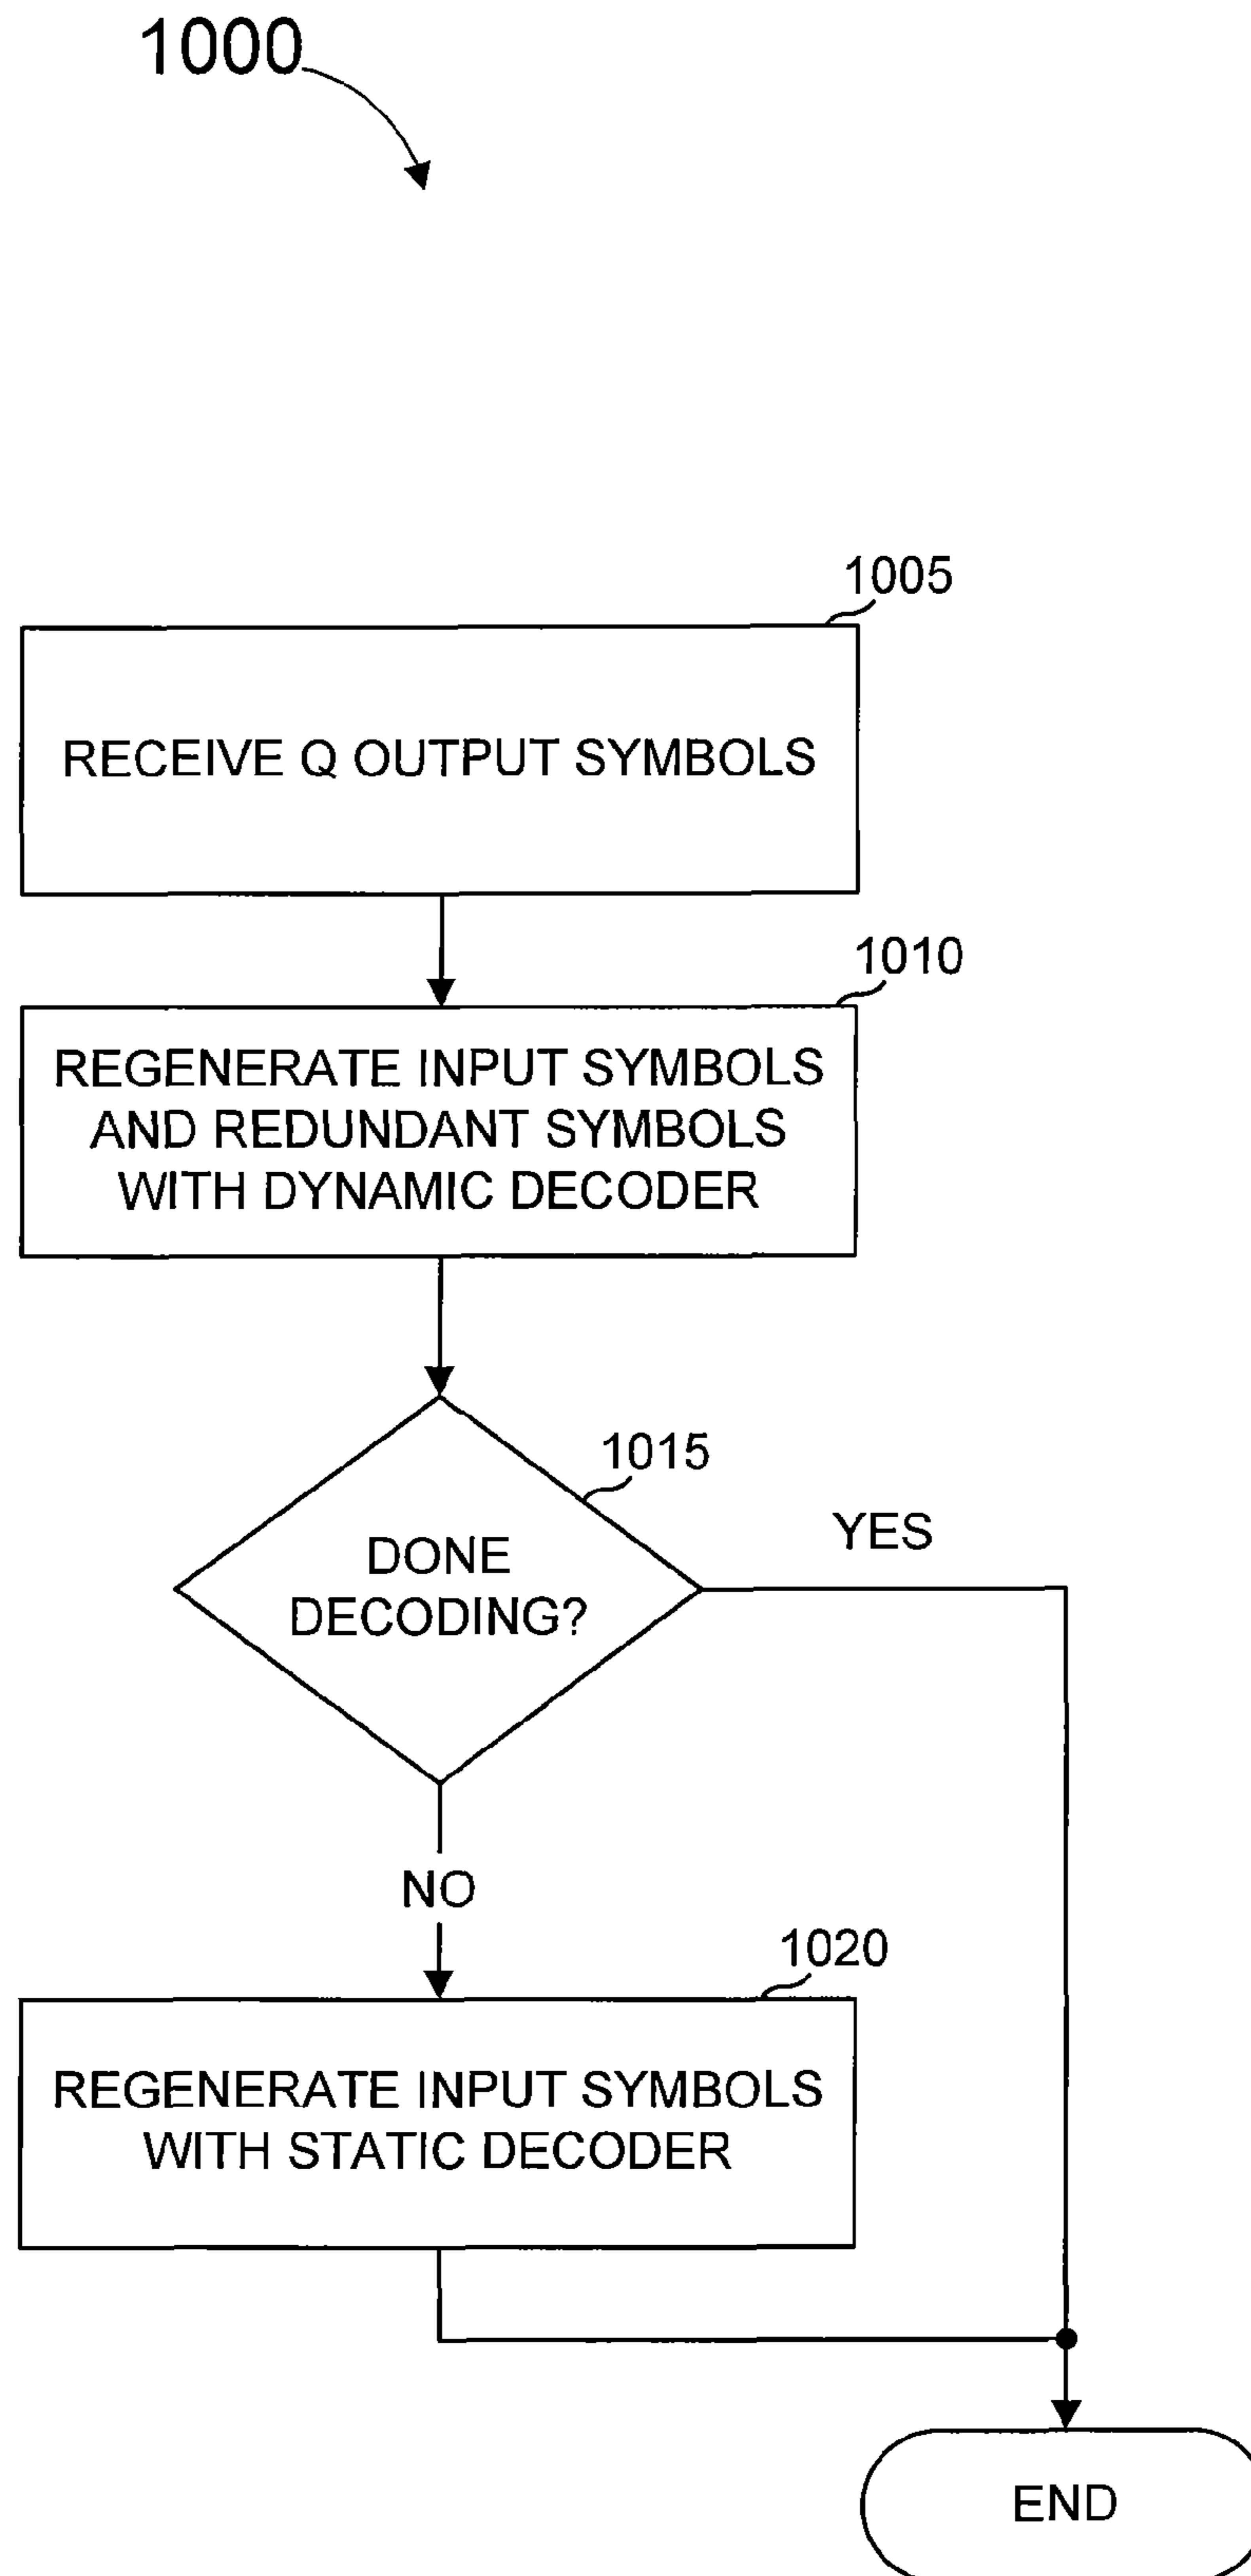 1000
1005
RECEIVE Q OUTPUT SYMBOLS
1010
REGENERATE INPUT SYMBOLS
AND REDUNDANT SYMBOLS
WITH DYNAMIC DECODER
1015
DONE
DECODING?
YES
NO
1020
REGENERATE INPUT SYMBOLS
WITH STATIC DECODER
END